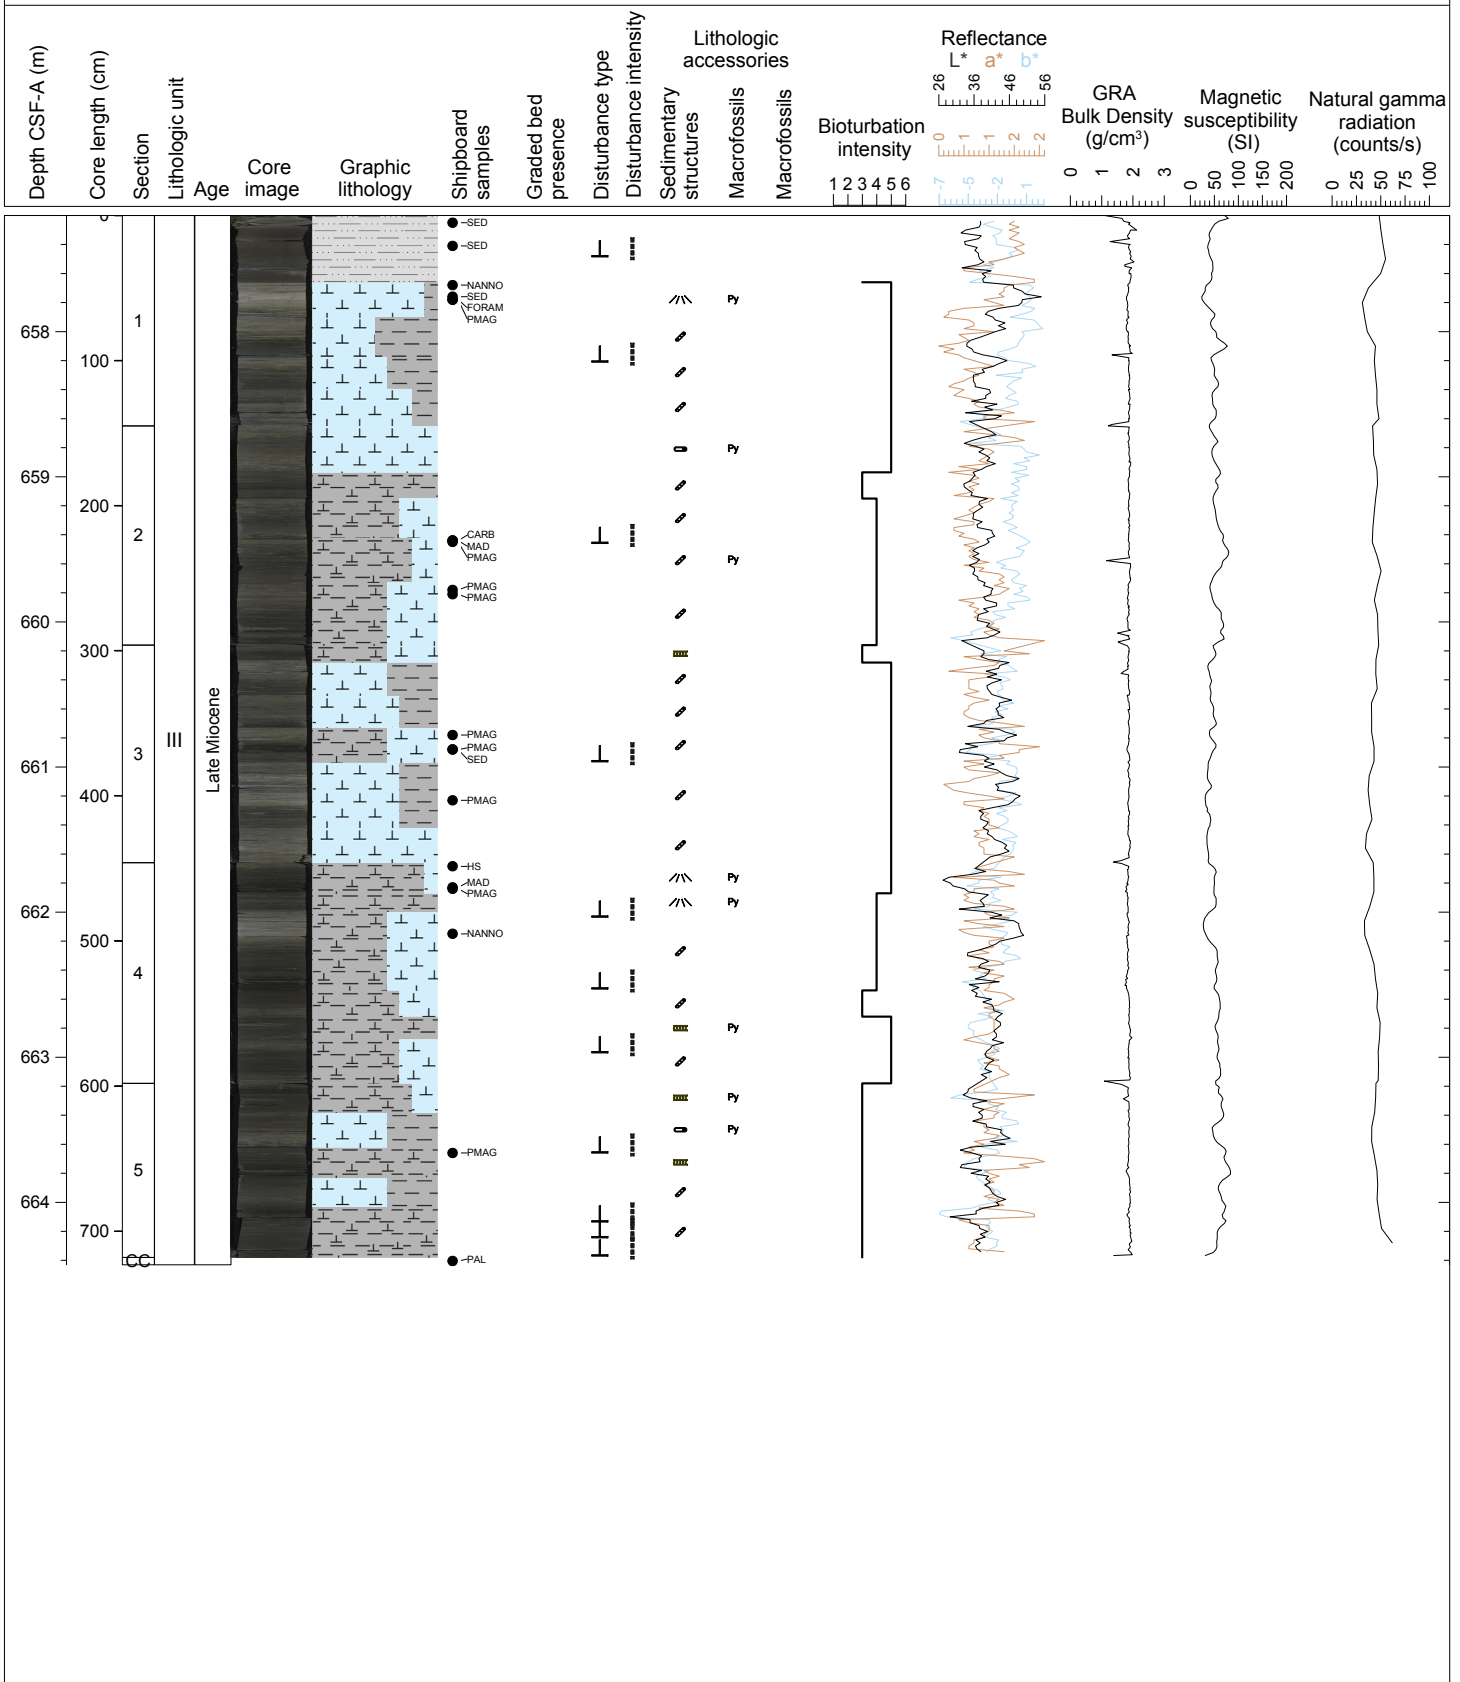 Depth CSF-A (m)
Core length (cm)
Section
Lithologic unit
Age
Core
image
Graphic
lithology
Shipboard
samples
Graded bed
presence
Disturbance type
Disturbance intensity
Lithologic
accessories
Sedimentary
structures
Macrofossils
Macrofossils
Bioturbation
intensity
1 2 3 4 5 6
Reflectance
L* a* b*
26 36 46 56
0 1 1 2 2
-7 -5 -2 1
GRA
Bulk Density
(g/cm³)
0 1 2 3
Magnetic
susceptibility
(SI)
0 50 100 150 200
Natural gamma
radiation
(counts/s)
0 25 50 75 100
0
SED
SED
NANNO
SED
Py
FORAM
PMAG
1
658
100
Py
659
200
2
CARB
MAD
PMAG
Py
PMAG
PMAG
660
300
III
Late Miocene
PMAG
PMAG
3
SED
661
400
PMAG
HS
Py
MAD
PMAG
Py
662
NANNO
500
4
Py
663
600
Py
Py
PMAG
5
664
700
CC
PAL